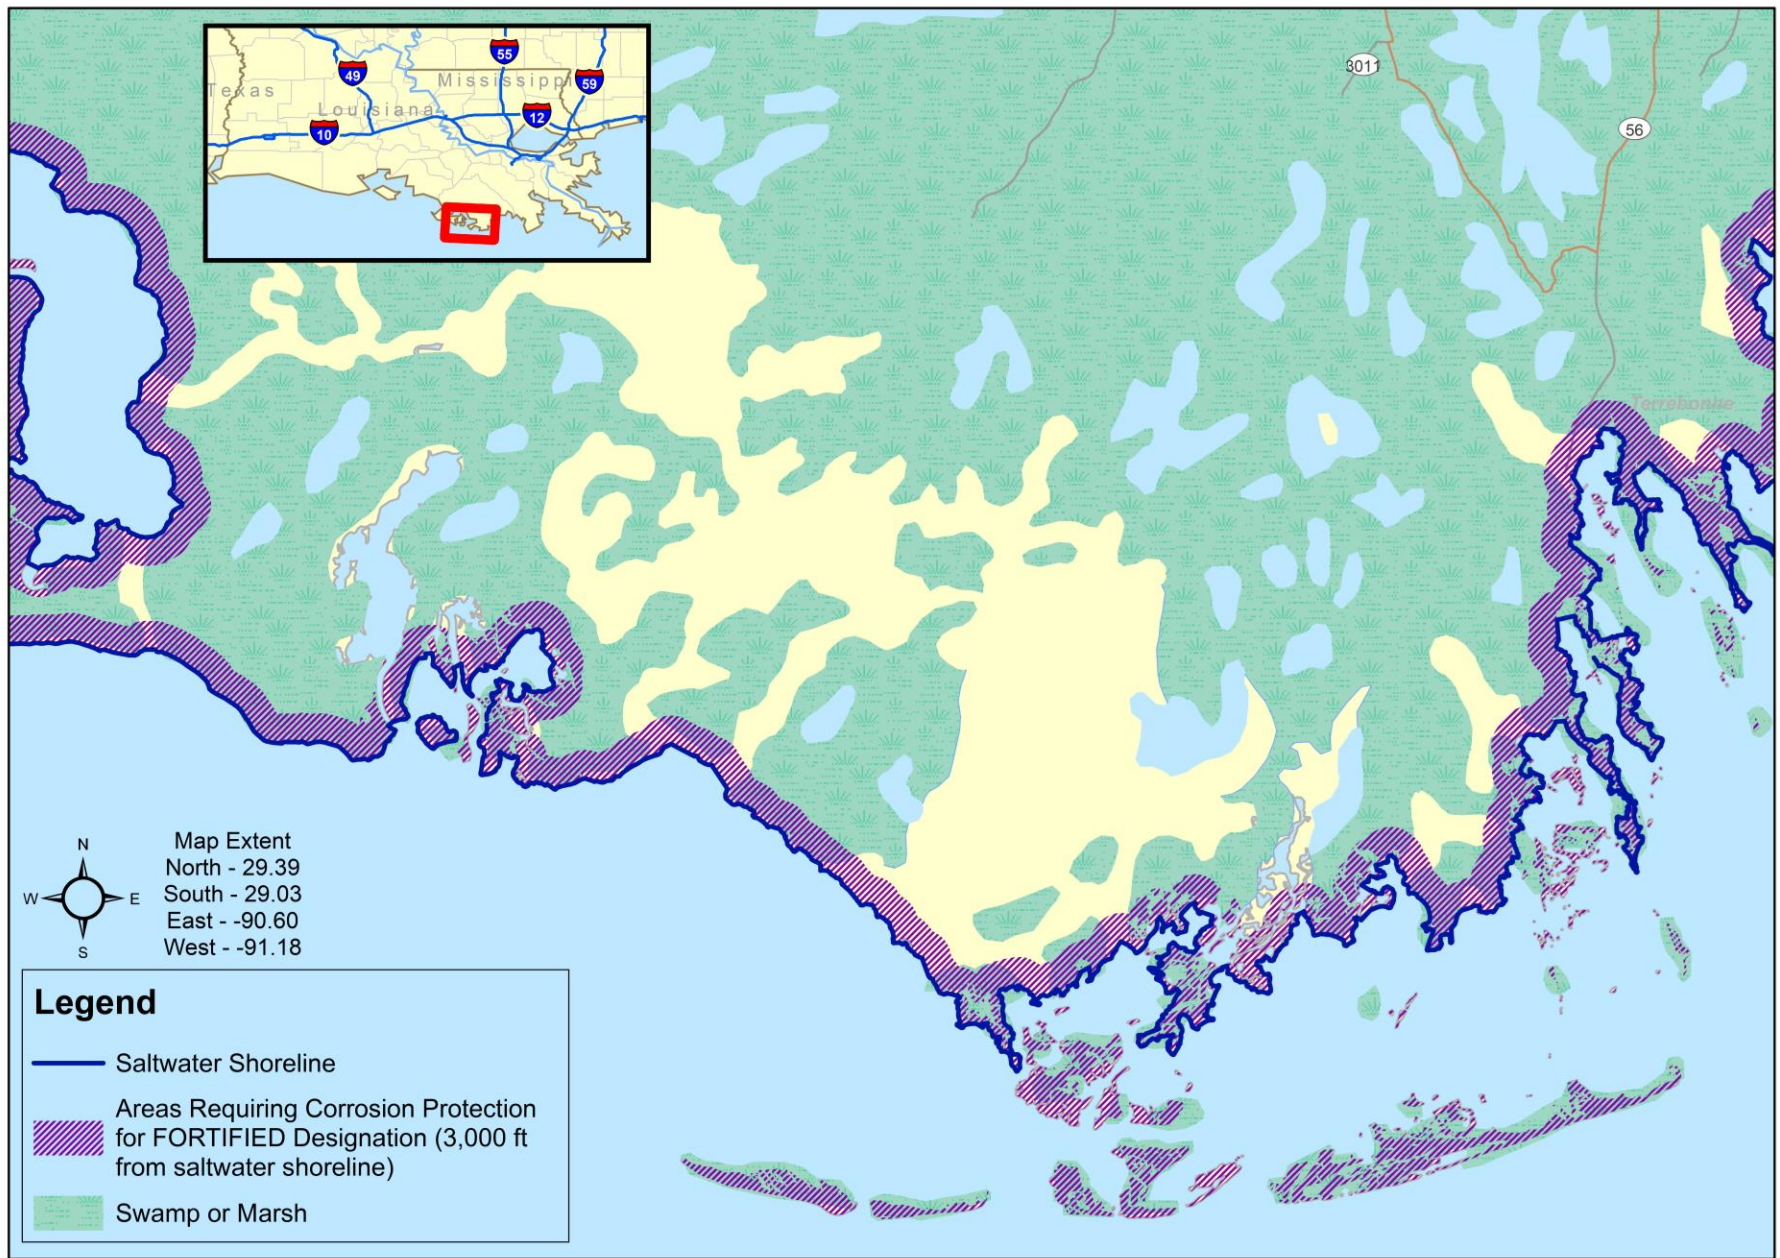 49
55
59
Texas
Mississippi
Louisiana
12
10
3011
56
Terrebonne
N
W E
S
Map Extent
North - 29.39
South - 29.03
East - -90.60
West - -91.18
Legend
Saltwater Shoreline
Areas Requiring Corrosion Protection
for FORTIFIED Designation (3,000 ft
from saltwater shoreline)
Swamp or Marsh